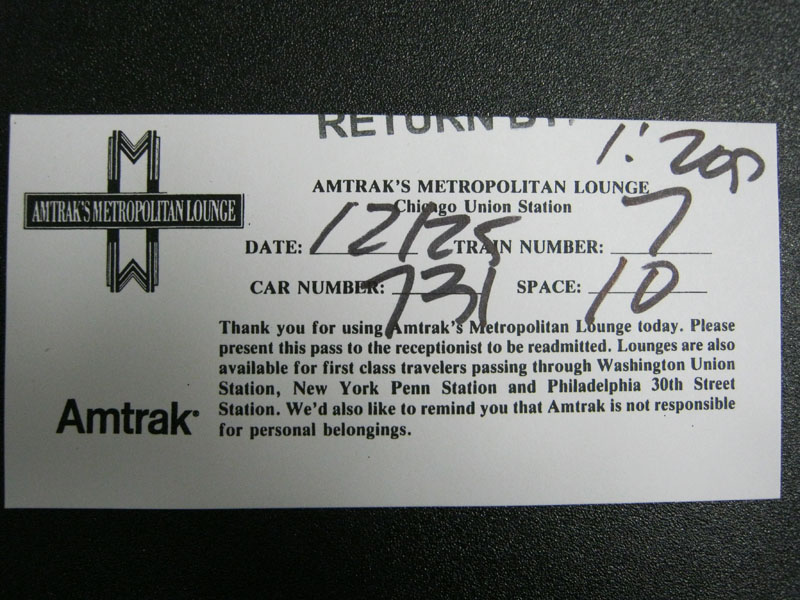 RETURN BY:
1:20p
AMTRAK'S METROPOLITAN LOUNGE
AMTRAK'S METROPOLITAN LOUNGE
Chicago Union Station
DATE: 12/25 TRAIN NUMBER: 7
CAR NUMBER: 731 SPACE: 10
Thank you for using Amtrak's Metropolitan Lounge today. Please
present this pass to the receptionist to be readmitted. Lounges are also
available for first class travelers passing through Washington Union
Station, New York Penn Station and Philadelphia 30th Street
Station. We'd also like to remind you that Amtrak is not responsible
for personal belongings.
Amtrak